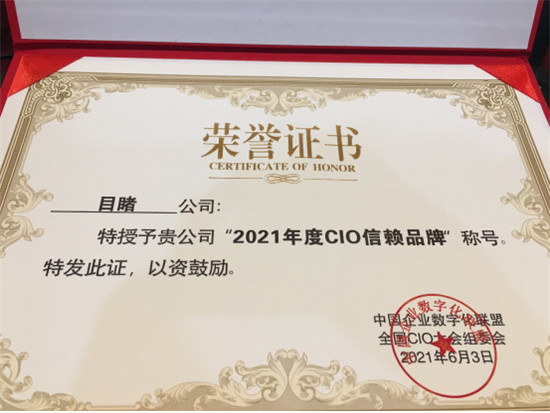 荣誉证书
CERTIFICATE OF HONOR
目睹 公司:
特授予贵公司“2021年度CIO信赖品牌”称号。
特发此证，以资鼓励。
中国企业数字化联盟
全国CIO大会组委会
2021年6月3日